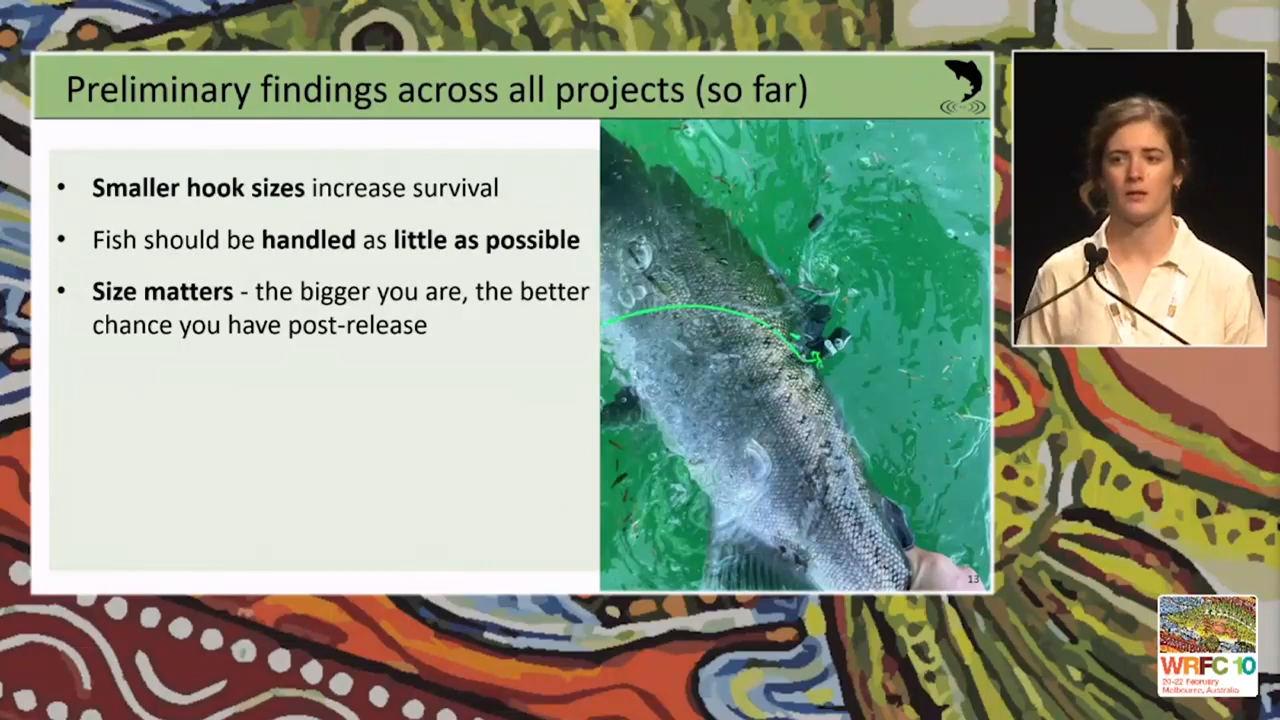 Preliminary findings across all projects (so far)
• Smaller hook sizes increase survival
• Fish should be handled as little as possible
• Size matters - the bigger you are, the better
chance you have post-release
13
WRFC 10
20-22 February
Melbourne, Australia